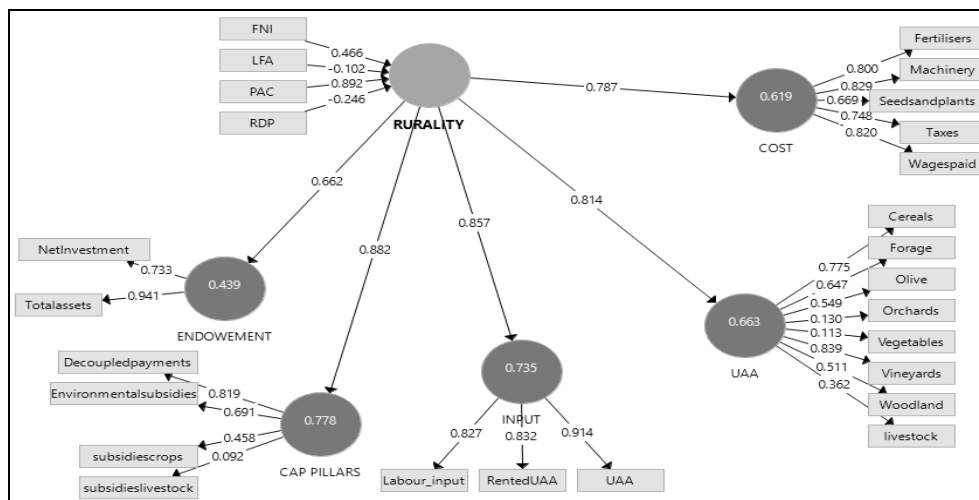 FNI
LFA
PAC
RDP
0.466
-0.102
0.892
-0.246
RURALITY
0.787
0.619
COST
0.800
0.829
0.669
0.748
0.820
Fertilisers
Machinery
Seedsandplants
Taxes
Wagespaid
0.662
0.882
0.857
0.814
NetInvestment
Totalassets
0.733
0.941
0.439
ENDOWEMENT
Decoupledpayments
Environmentalsubsidies
subsidiescrops
subsidieslivestock
0.819
0.691
0.458
0.092
0.778
CAP PILLARS
0.735
INPUT
0.827
0.832
0.914
Labour_input
RentedUAA
UAA
0.663
UAA
0.775
0.647
0.549
0.130
0.113
0.839
0.511
0.362
Cereals
Forage
Olive
Orchards
Vegetables
Vineyards
Woodland
livestock